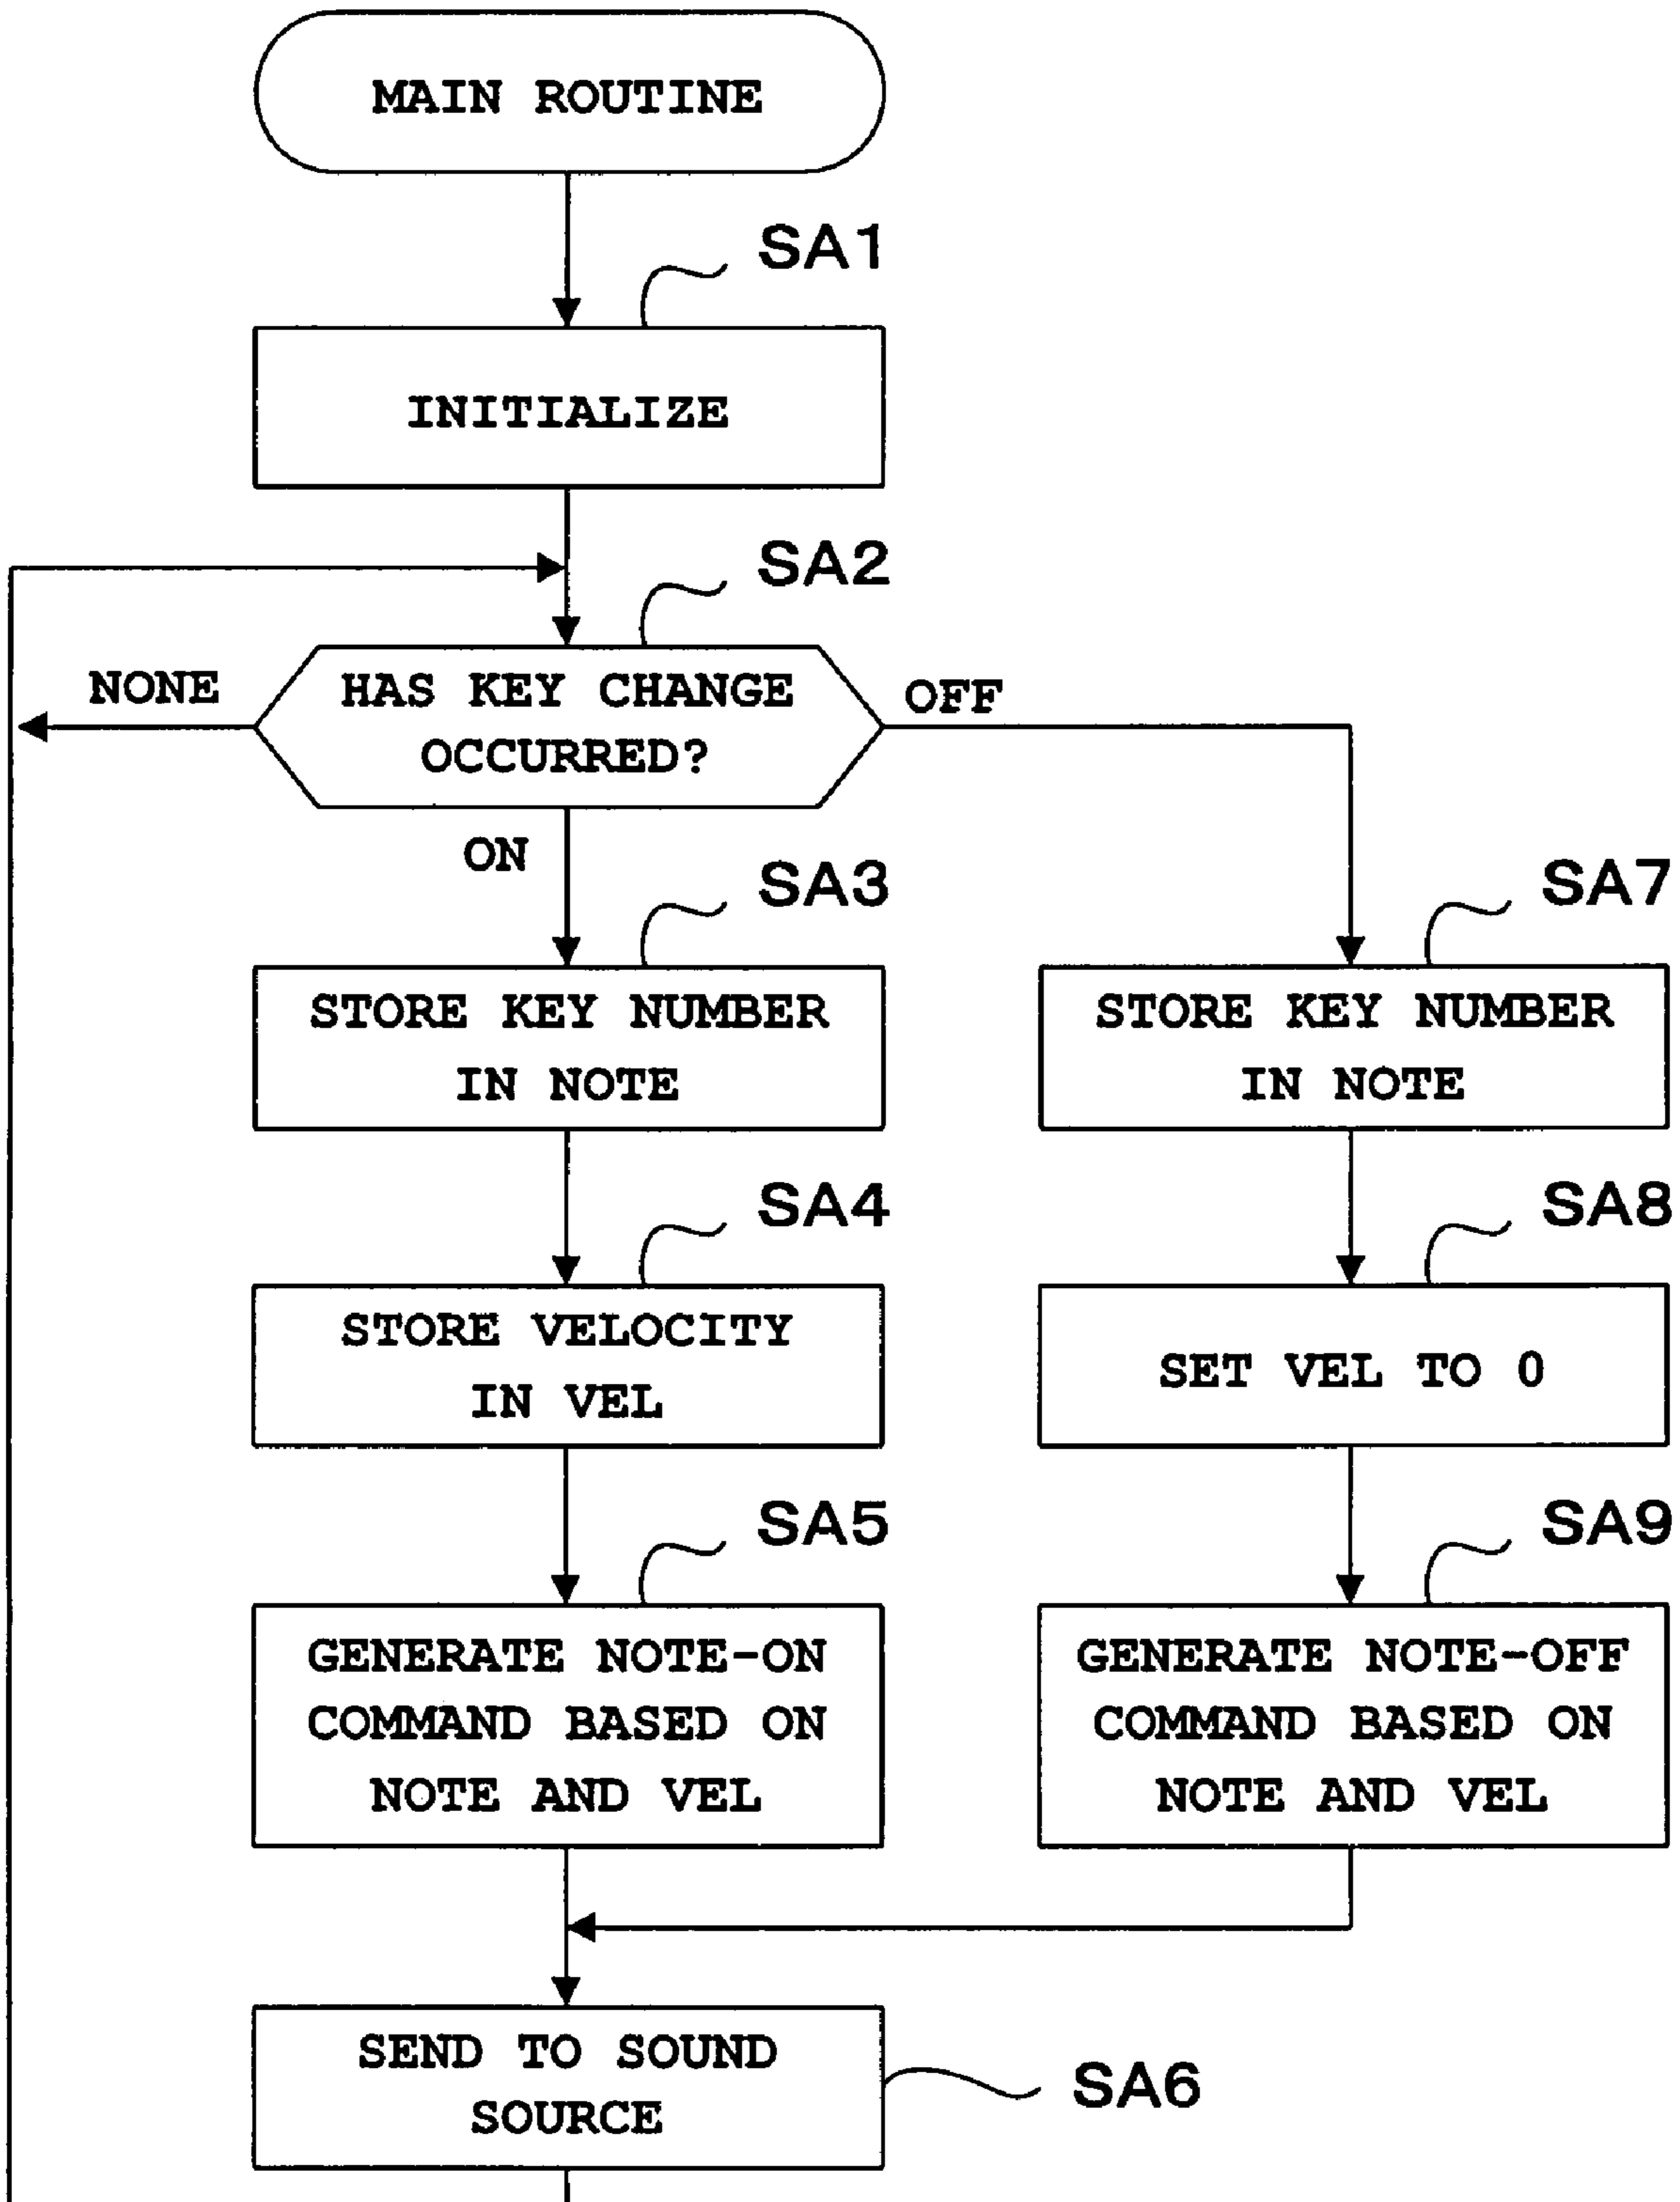 MAIN ROUTINE
SA1
INITIALIZE
SA2
NONE
HAS KEY CHANGE
OCCURRED?
OFF
ON
SA3
STORE KEY NUMBER
IN NOTE
SA7
STORE KEY NUMBER
IN NOTE
SA4
STORE VELOCITY
IN VEL
SA8
SET VEL TO 0
SA5
GENERATE NOTE-ON
COMMAND BASED ON
NOTE AND VEL
SA9
GENERATE NOTE-OFF
COMMAND BASED ON
NOTE AND VEL
SEND TO SOUND
SOURCE
SA6